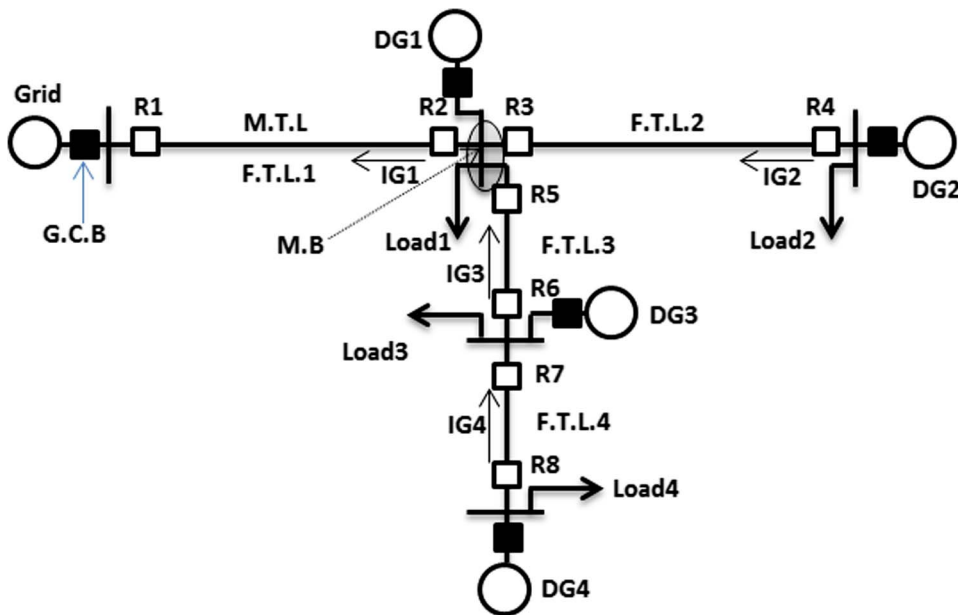 DG1
Grid
R1
M.T.L
R2
R3
F.T.L.2
R4
F.T.L.1
IG1
IG2
DG2
R5
G.C.B
M.B
Load1
F.T.L.3
Load2
IG3
R6
DG3
Load3
R7
IG4
F.T.L.4
R8
Load4
DG4